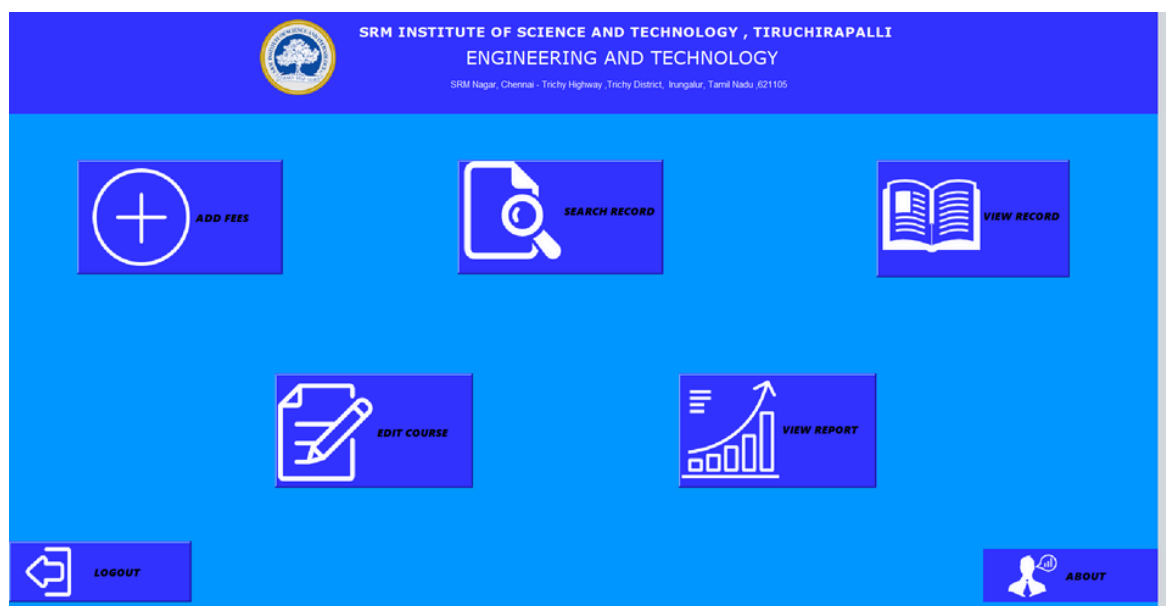 SRM INSTITUTE OF SCIENCE AND TECHNOLOGY , TIRUCHIRAPALLI
ENGINEERING AND TECHNOLOGY
SRM Nagar, Chennai - Trichy Highway ,Trichy District, Irungalur, Tamil Nadu ,621105
ADD FEES
SEARCH RECORD
VIEW RECORD
EDIT COURSE
VIEW REPORT
LOGOUT
ABOUT